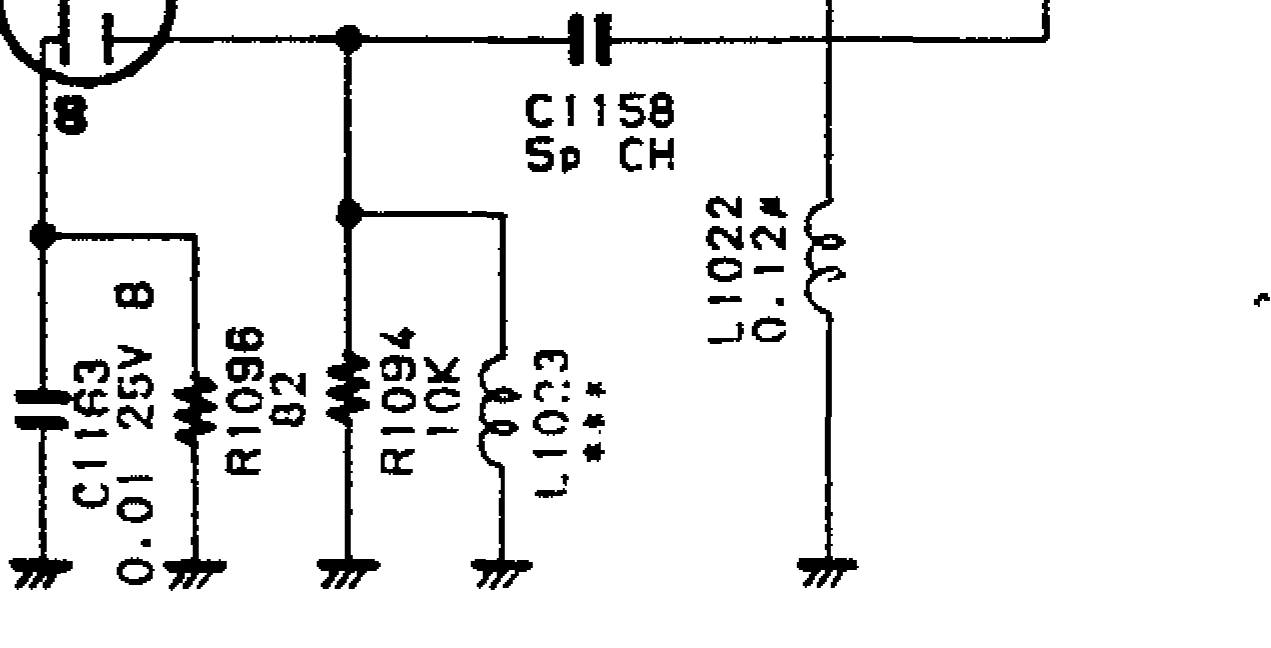 8
C1158
5p CH
L1022
0.12μ
C1163
0.01 25V B
R1096
82
R1094
10K
L1023
***